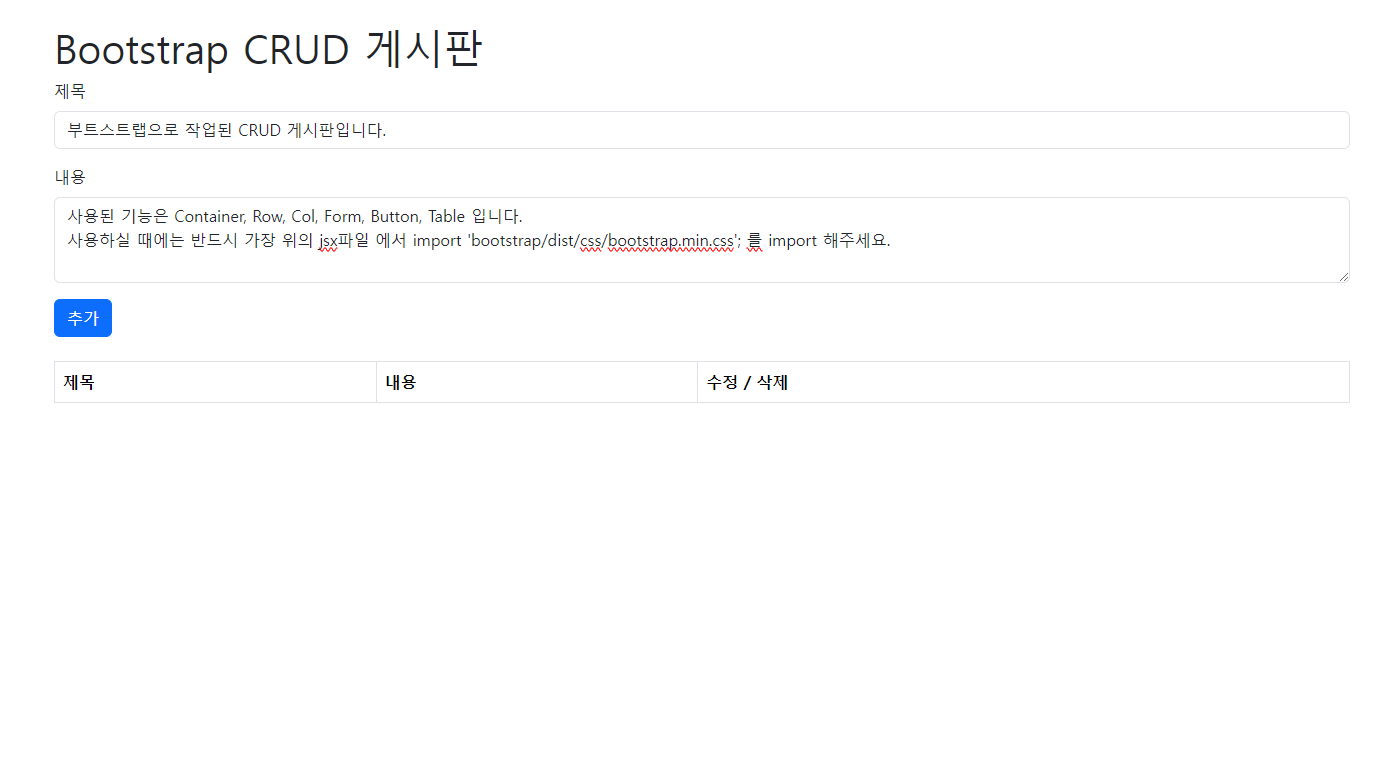 Bootstrap CRUD 게시판
제목
부트스트랩으로 작업된 CRUD 게시판입니다.
내용
사용된 기능은 Container, Row, Col, Form, Button, Table 입니다.
사용하실 때에는 반드시 가장 위의 jsx파일 에서 import 'bootstrap/dist/css/bootstrap.min.css'; 를 import 해주세요.
추가
제목 내용 수정 / 삭제